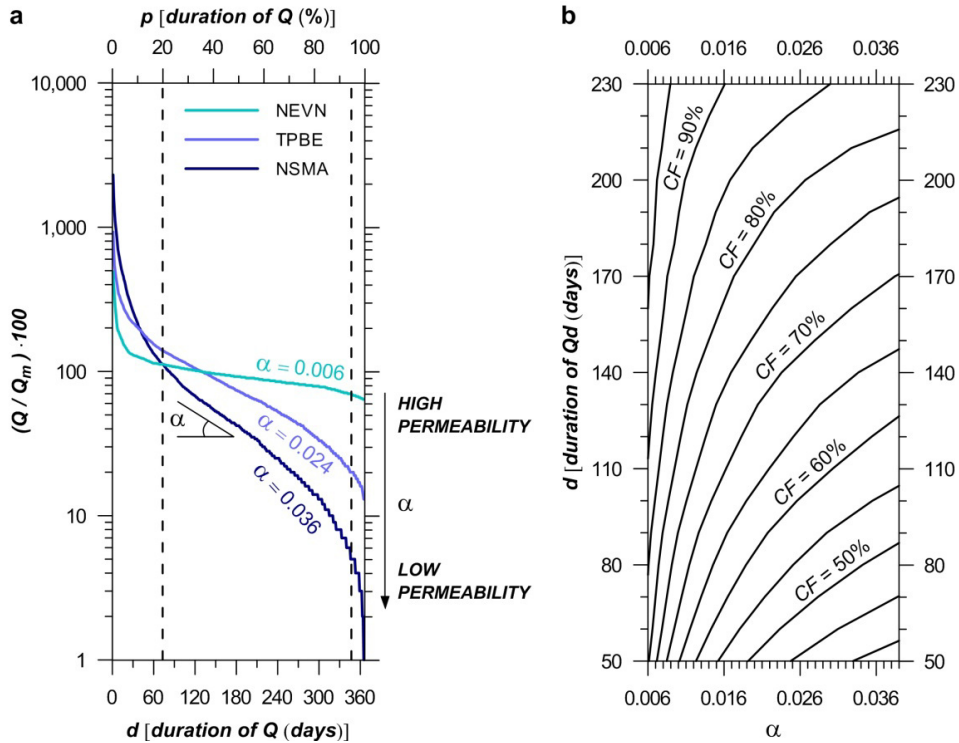 a
p [duration of Q (%)]
0 20 40 60 80 100
10,000
1,000
100
10
1
(Q / Qm) ·100
NEVN
TPBE
NSMA
α = 0.006
α = 0.024
α = 0.036
α
HIGH
PERMEABILITY
α
LOW
PERMEABILITY
0 60 120 180 240 300 360
d [duration of Q (days)]
b
0.006 0.016 0.026 0.036
230 230
200 200
170 170
140 140
110 110
80 80
50 50
d [duration of Qd (days)]
CF = 90%
CF = 80%
CF = 70%
CF = 60%
CF = 50%
0.006 0.016 0.026 0.036
α